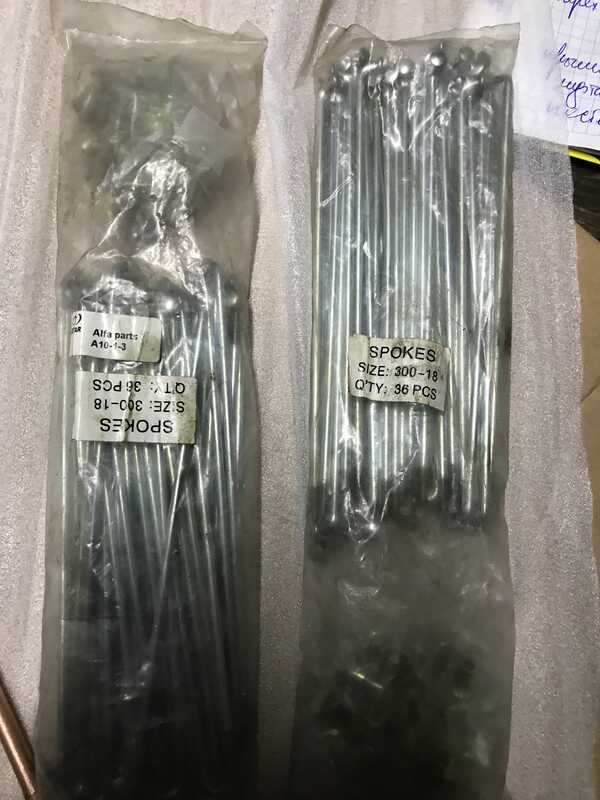 Alfa parts
A10-1-3
SPOKES
SIZE: 300-18
Q'TY: 36 PCS
SPOKES
SIZE: 300-18
Q'TY: 36 PCS